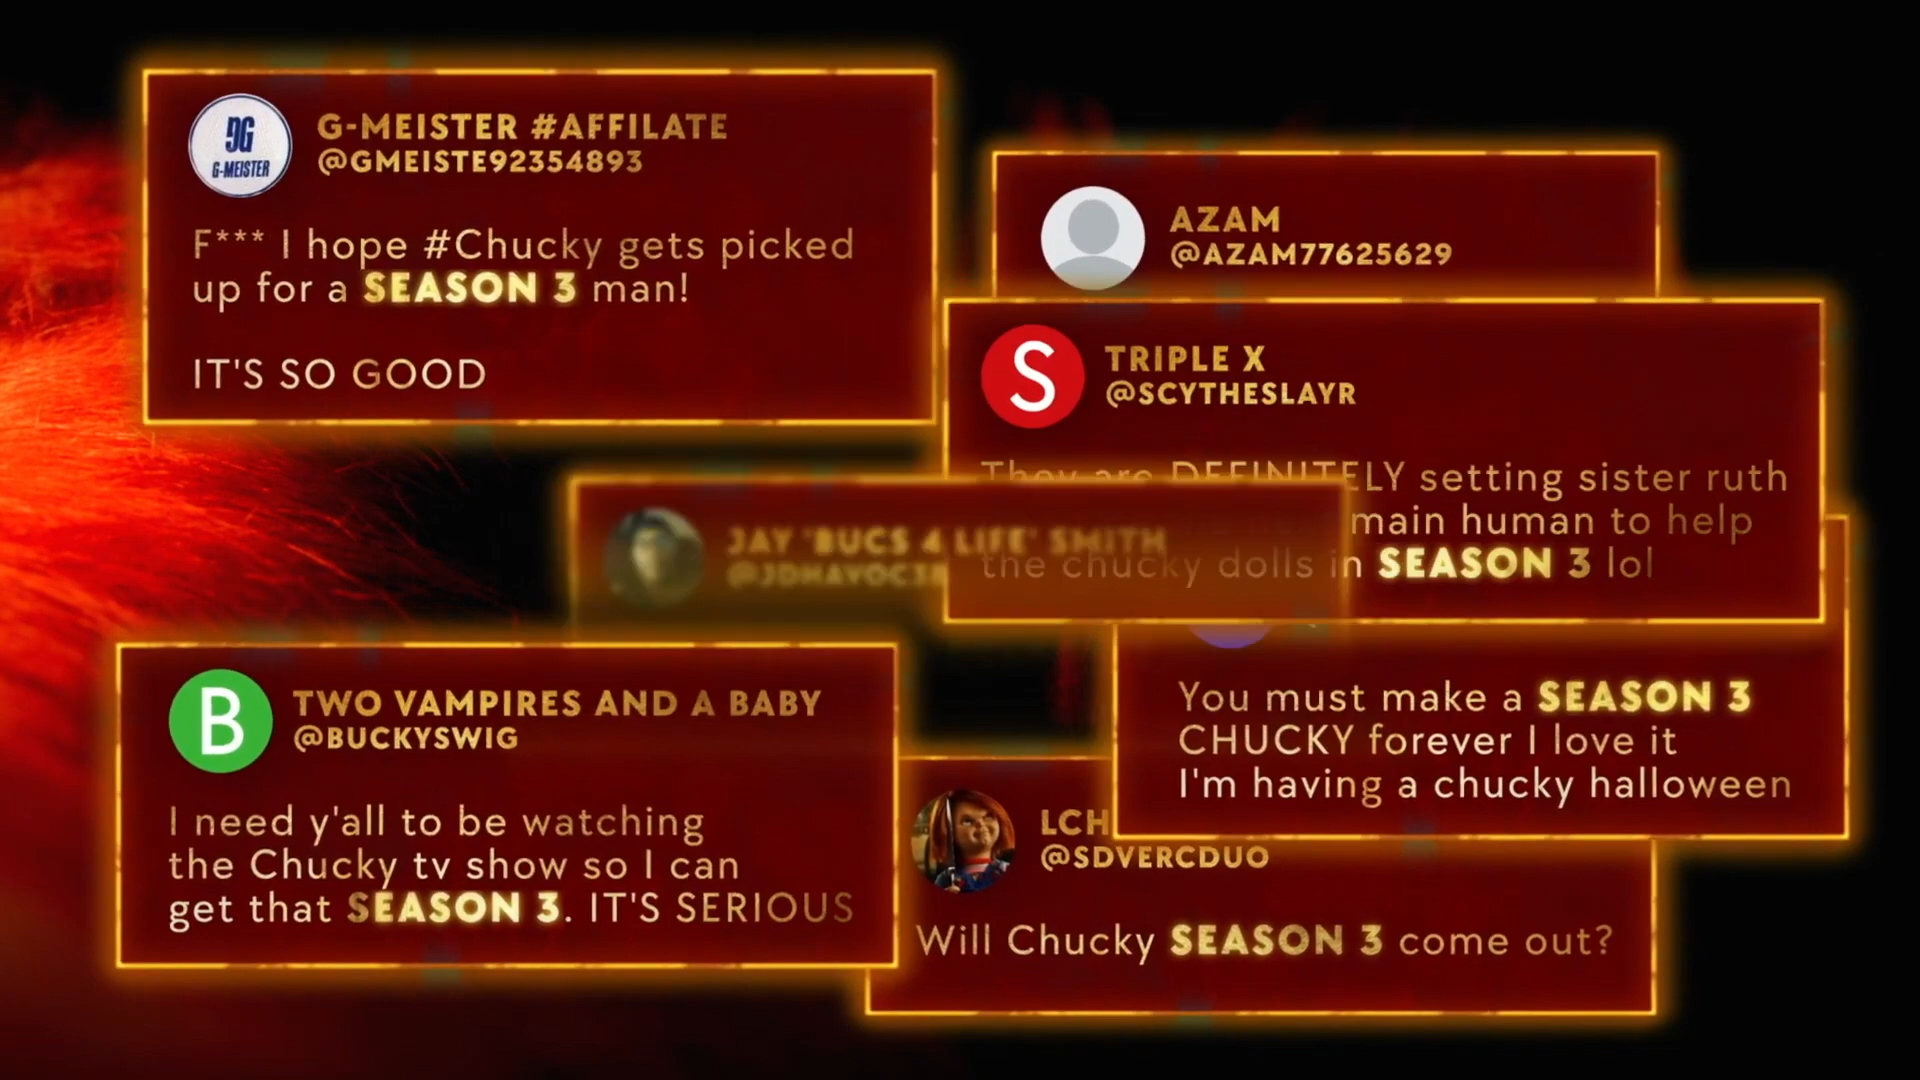 G-MEISTER
G-MEISTER #AFFILATE
@GMEISTE92354893
F*** I hope #Chucky gets picked
up for a SEASON 3 man!
IT'S SO GOOD
AZAM
@AZAM77625629
S
TRIPLE X
@SCYTHESLAYR
They are DEFINITELY setting sister ruth
main human to help
the chucky dolls in SEASON 3 lol
JAY "BUCS 4 LIFE" SMITH
B
TWO VAMPIRES AND A BABY
@BUCKYSWIG
I need y'all to be watching
the Chucky tv show so I can
get that SEASON 3. IT'S SERIOUS
You must make a SEASON 3
CHUCKY forever I love it
I'm having a chucky halloween
LCH
@SDVERCDUO
Will Chucky SEASON 3 come out?